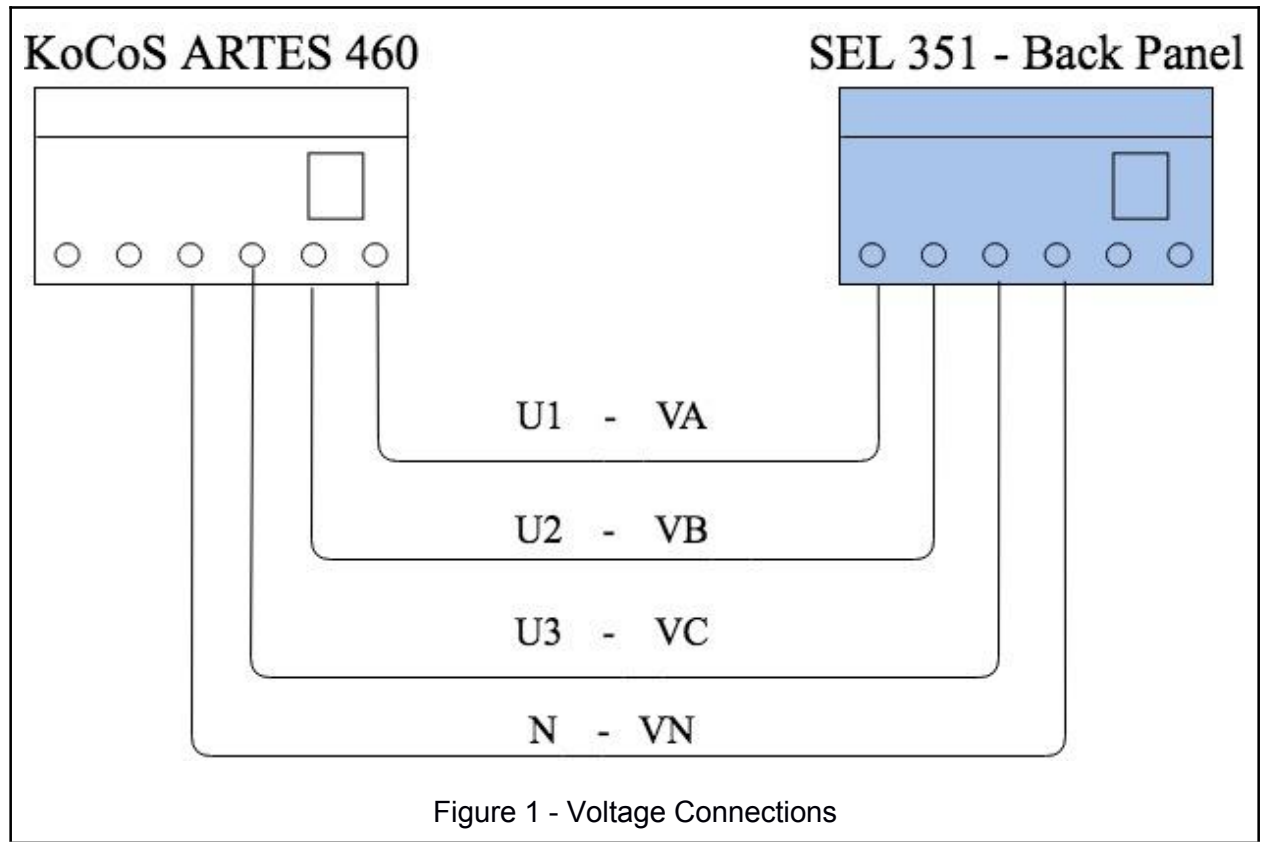 KoCoS ARTES 460
SEL 351 - Back Panel
U1 - VA
U2 - VB
U3 - VC
N - VN
Figure 1 - Voltage Connections